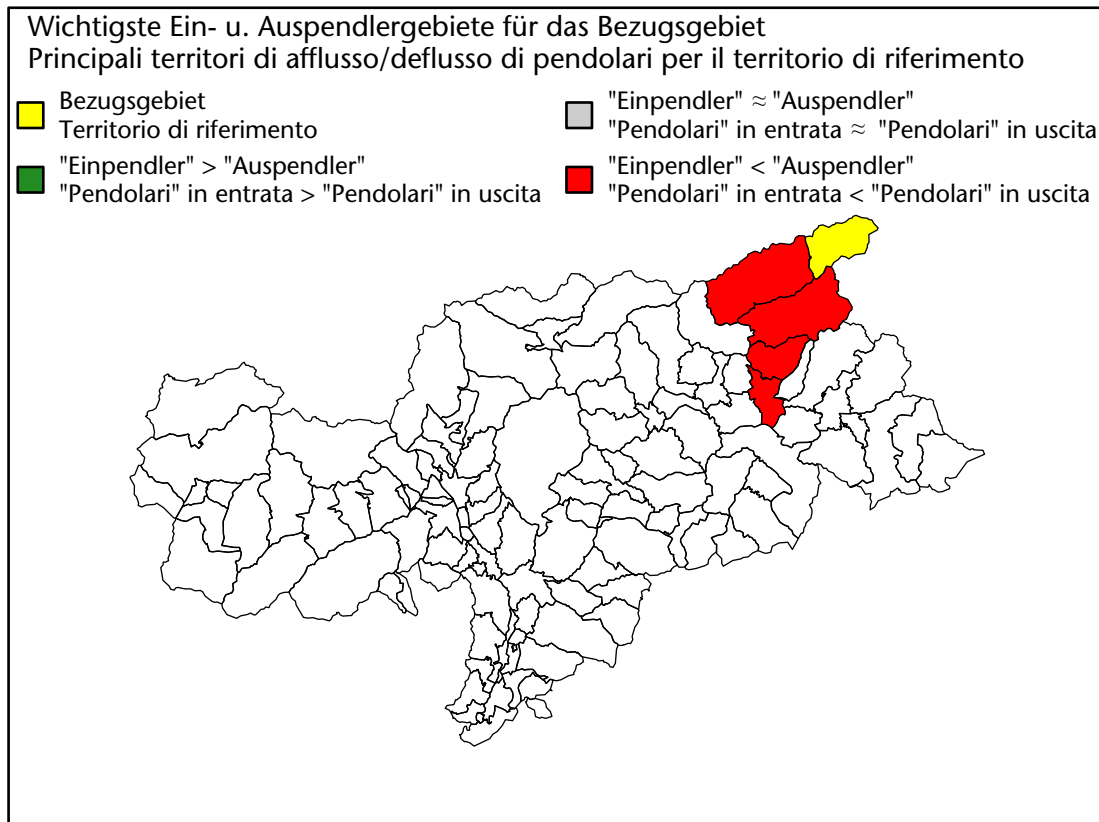 Wichtigste Ein- u. Auspendlergebiete für das Bezugsgebiet
Principali territori di afflusso/deflusso di pendolari per il territorio di riferimento
Bezugsgebiet
Territorio di riferimento
"Einpendler" ≈ "Auspendler"
"Pendolari" in entrata ≈ "Pendolari" in uscita
"Einpendler" > "Auspendler"
"Pendolari" in entrata > "Pendolari" in uscita
"Einpendler" < "Auspendler"
"Pendolari" in entrata < "Pendolari" in uscita